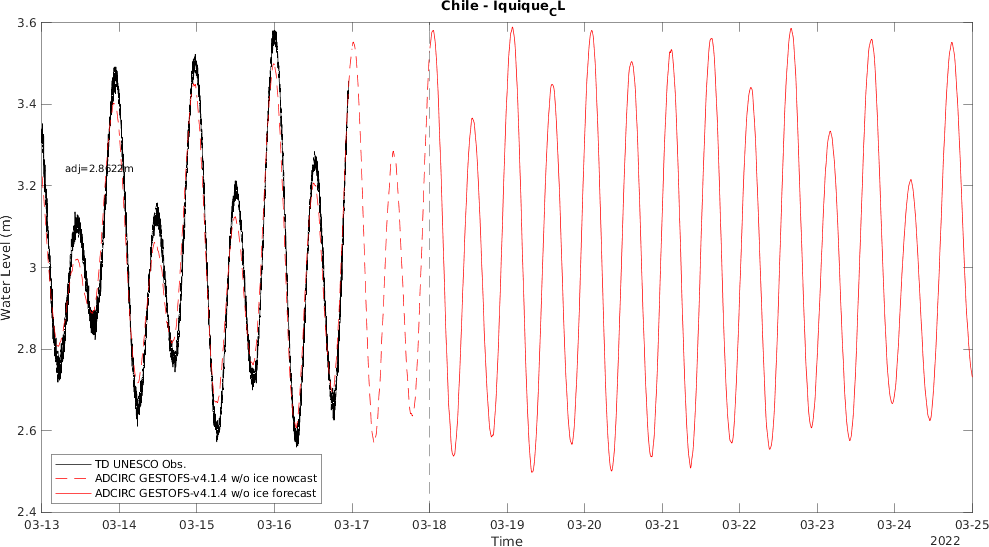 Chile - Iquique_CL
3.6
3.4
3.2
3
2.8
2.6
2.4
Water Level (m)
adj=2.8622m
TD UNESCO Obs.
ADCIRC GESTOFS-v4.1.4 w/o ice nowcast
ADCIRC GESTOFS-v4.1.4 w/o ice forecast
03-13 03-14 03-15 03-16 03-17 03-18 03-19 03-20 03-21 03-22 03-23 03-24 03-25
Time
2022